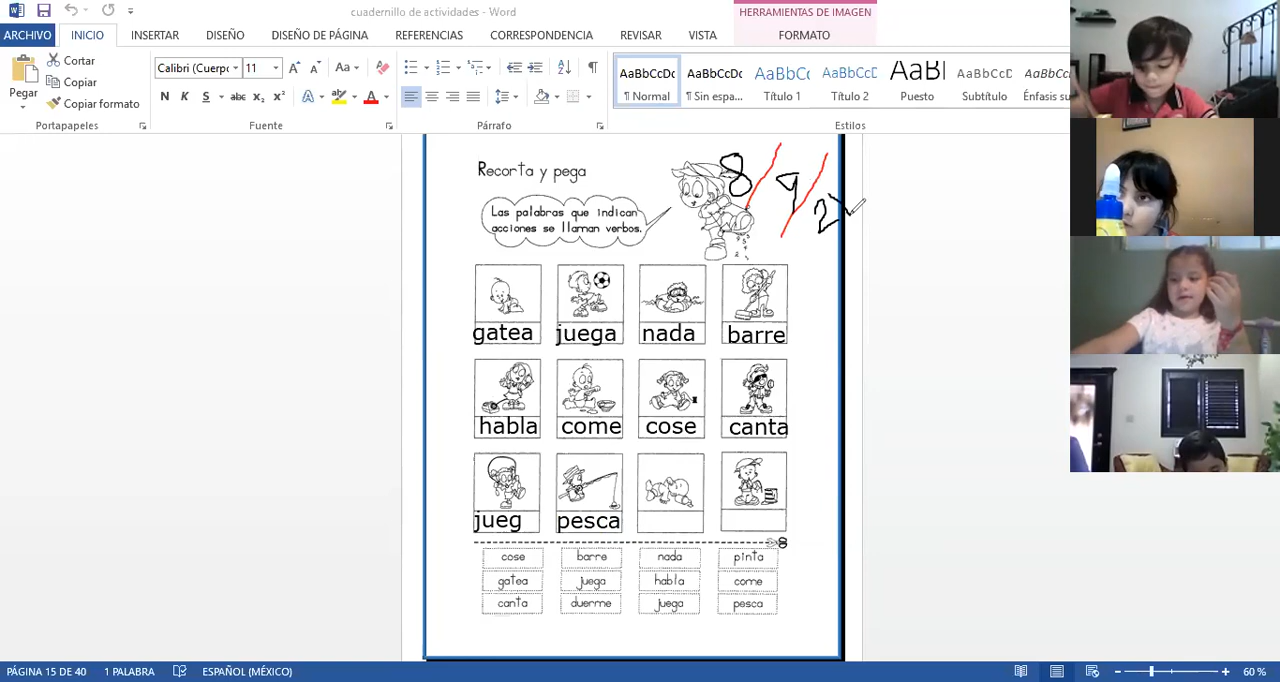 cuadernillo de actividades - Word
HERRAMIENTAS DE IMAGEN
ARCHIVO INICIO INSERTAR DISEÑO DISEÑO DE PÁGINA REFERENCIAS CORRESPONDENCIA REVISAR VISTA FORMATO
Pegar
Cortar
Copiar
Copiar formato
Portapapeles
Calibri (Cuerpo 11
Fuente
Párrafo
AaBbCcDc AaBbCcDc AaBbCc AaBbCcD AaBl AaBbCcD AaBbCc
¶ Normal ¶ Sin espa... Título 1 Título 2 Puesto Subtítulo Énfasis su
Estilos
Recorta y pega
Las palabras que indican
acciones se llaman verbos.
8/9/
gatea juega nada barre
habla come cose canta
jueg pesca
cose barre nada pinta
gatea juega habla come
canta duerme juega pesca
PÁGINA 15 DE 40 1 PALABRA ESPAÑOL (MÉXICO) 60 %